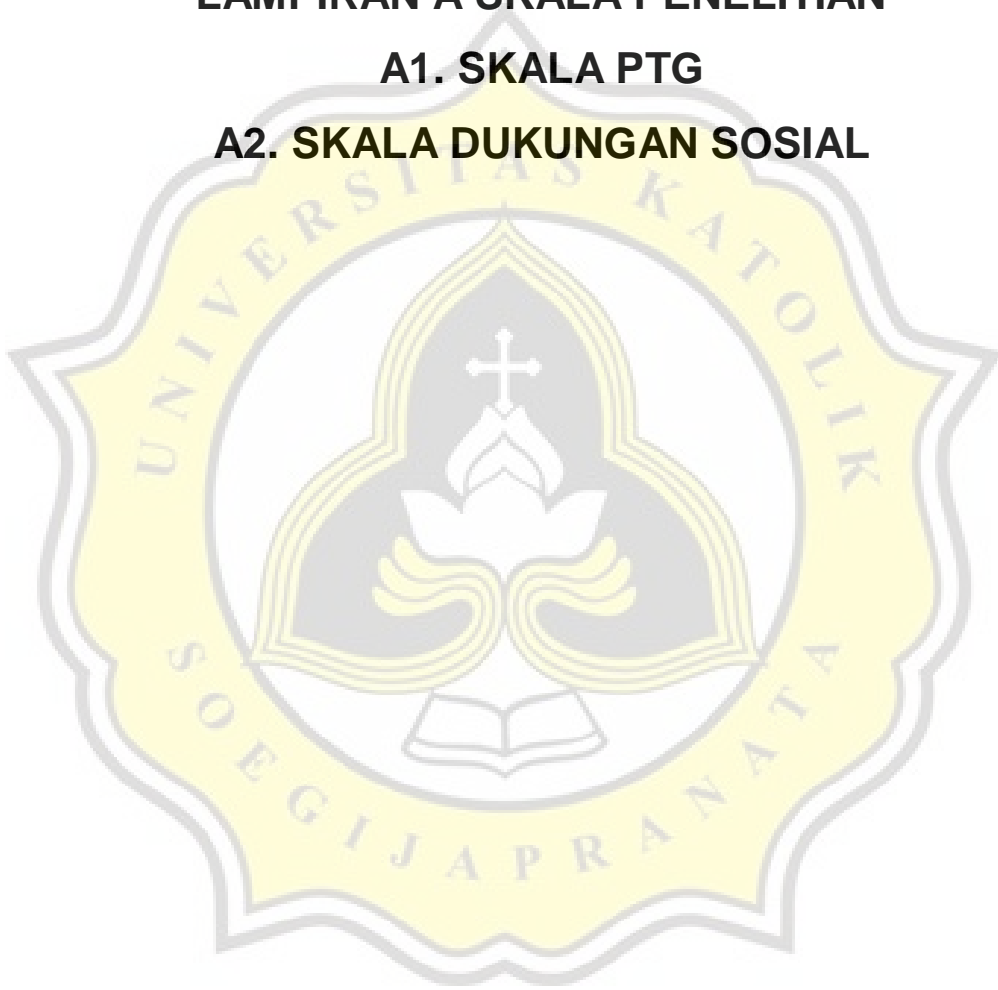 LAMPIRAN A SKALA PENELITIAN
A1. SKALA PTG
A2. SKALA DUKUNGAN SOSIAL
UNIVERSITAS KATOLIK
SOEGIJAPRANATA